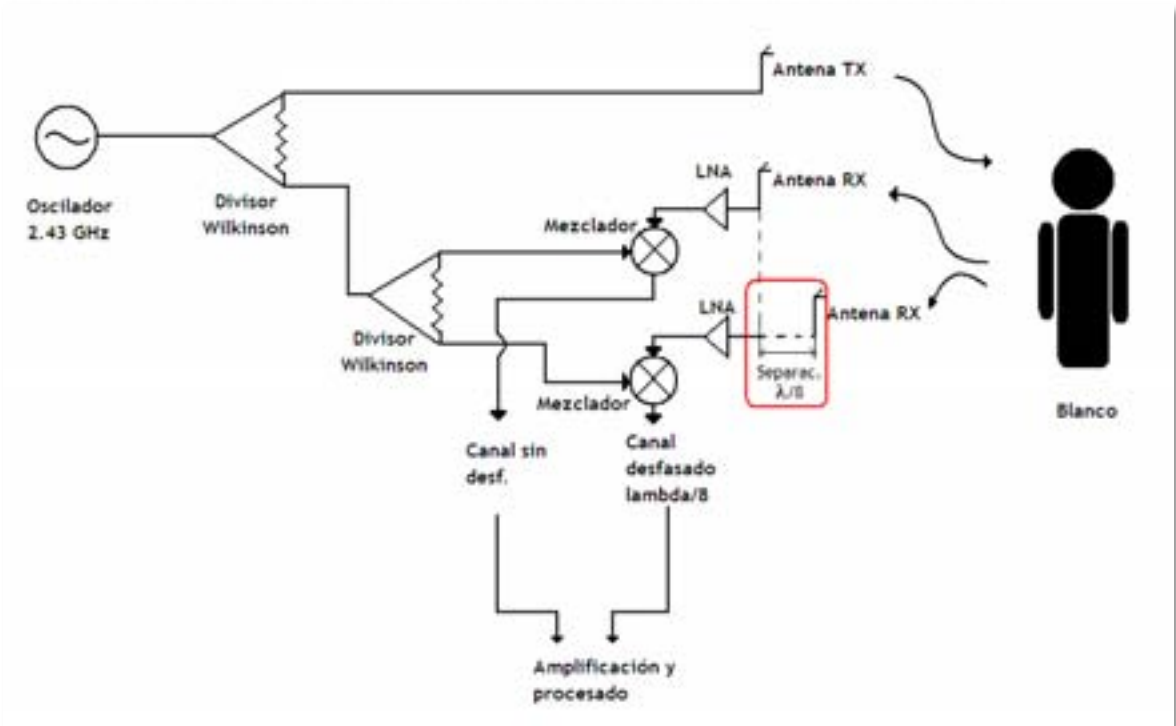 Antena TX
Oscilador
2.43 GHz
Divisor
Wilkinson
LNA
Antena RX
Mezclador
LNA
Antena RX
Separac.
λ/8
Divisor
Wilkinson
Mezclador
Blanco
Canal sin
desf.
Canal
desfasado
lambda/8
Amplificación y
procesado